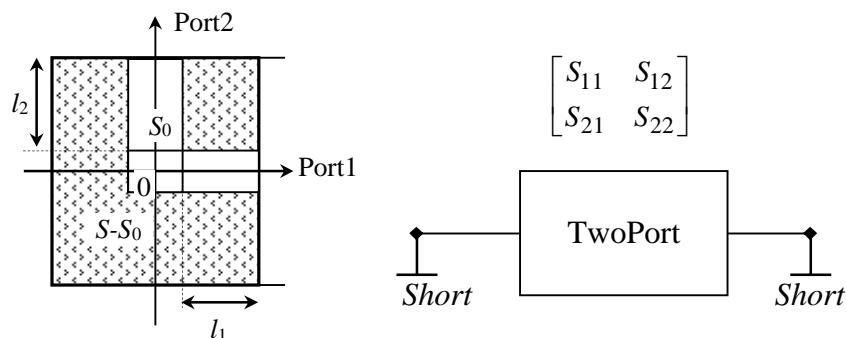 Port2
S11 S12
S21 S22
l2
S0
Port1
0
TwoPort
S-S0
Short
Short
l1